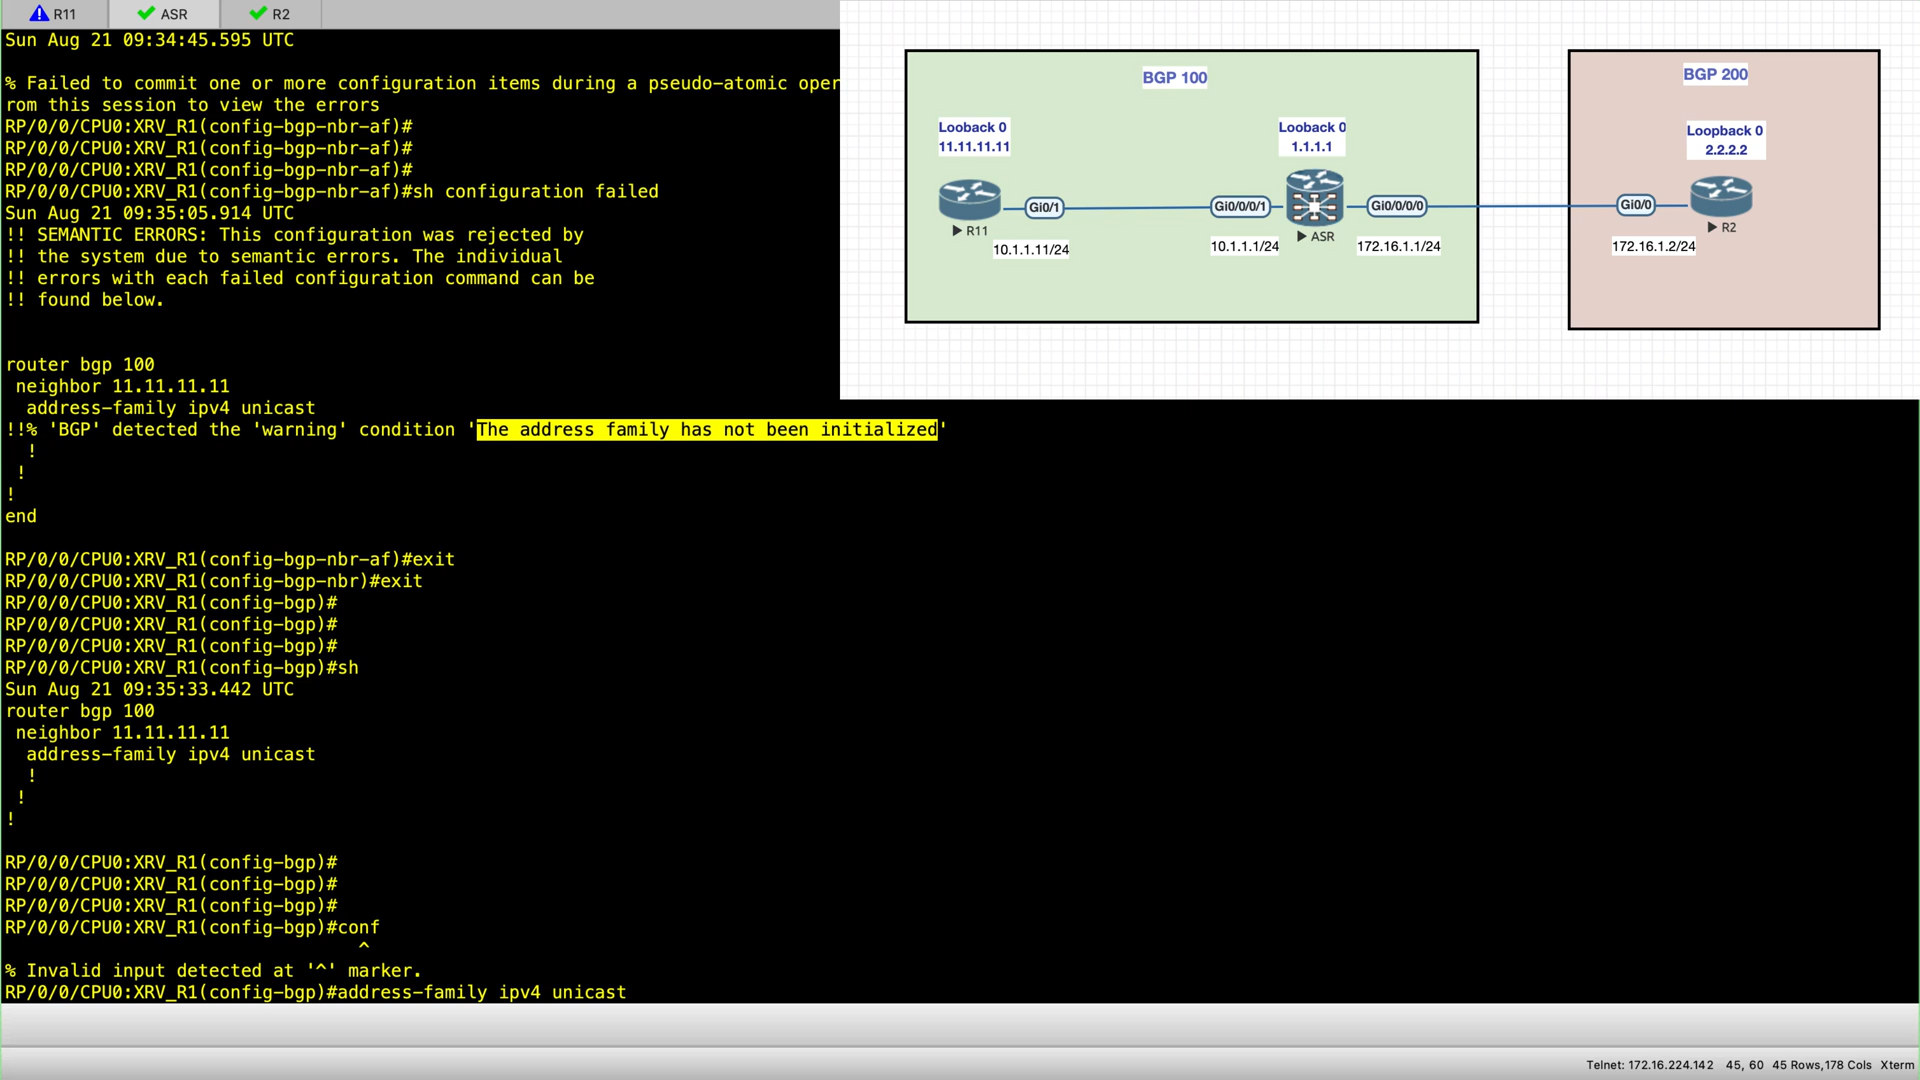 R11
ASR
R2
Sun Aug 21 09:34:45.595 UTC
% Failed to commit one or more configuration items during a pseudo-atomic oper
rom this session to view the errors
RP/0/0/CPU0:XRV_R1(config-bgp-nbr-af)#
RP/0/0/CPU0:XRV_R1(config-bgp-nbr-af)#
RP/0/0/CPU0:XRV_R1(config-bgp-nbr-af)#
RP/0/0/CPU0:XRV_R1(config-bgp-nbr-af)#sh configuration failed
Sun Aug 21 09:35:05.914 UTC
!! SEMANTIC ERRORS: This configuration was rejected by
!! the system due to semantic errors. The individual
!! errors with each failed configuration command can be
!! found below.
router bgp 100
neighbor 11.11.11.11
address-family ipv4 unicast
!!% 'BGP' detected the 'warning' condition 'The address family has not been initialized'
!
!
!
end
RP/0/0/CPU0:XRV_R1(config-bgp-nbr-af)#exit
RP/0/0/CPU0:XRV_R1(config-bgp-nbr)#exit
RP/0/0/CPU0:XRV_R1(config-bgp)#
RP/0/0/CPU0:XRV_R1(config-bgp)#
RP/0/0/CPU0:XRV_R1(config-bgp)#
RP/0/0/CPU0:XRV_R1(config-bgp)#sh
Sun Aug 21 09:35:33.442 UTC
router bgp 100
neighbor 11.11.11.11
address-family ipv4 unicast
!
!
!
RP/0/0/CPU0:XRV_R1(config-bgp)#
RP/0/0/CPU0:XRV_R1(config-bgp)#
RP/0/0/CPU0:XRV_R1(config-bgp)#
RP/0/0/CPU0:XRV_R1(config-bgp)#conf
^
% Invalid input detected at '^' marker.
RP/0/0/CPU0:XRV_R1(config-bgp)#address-family ipv4 unicast
BGP 100
Looback 0
11.11.11.11
Looback 0
1.1.1.1
Gi0/1
Gi0/0/0/1
Gi0/0/0/0
R11
ASR
10.1.1.11/24
10.1.1.1/24
172.16.1.1/24
BGP 200
Loopback 0
2.2.2.2
Gi0/0
R2
172.16.1.2/24
Telnet: 172.16.224.142 45, 60 45 Rows,178 Cols Xterm